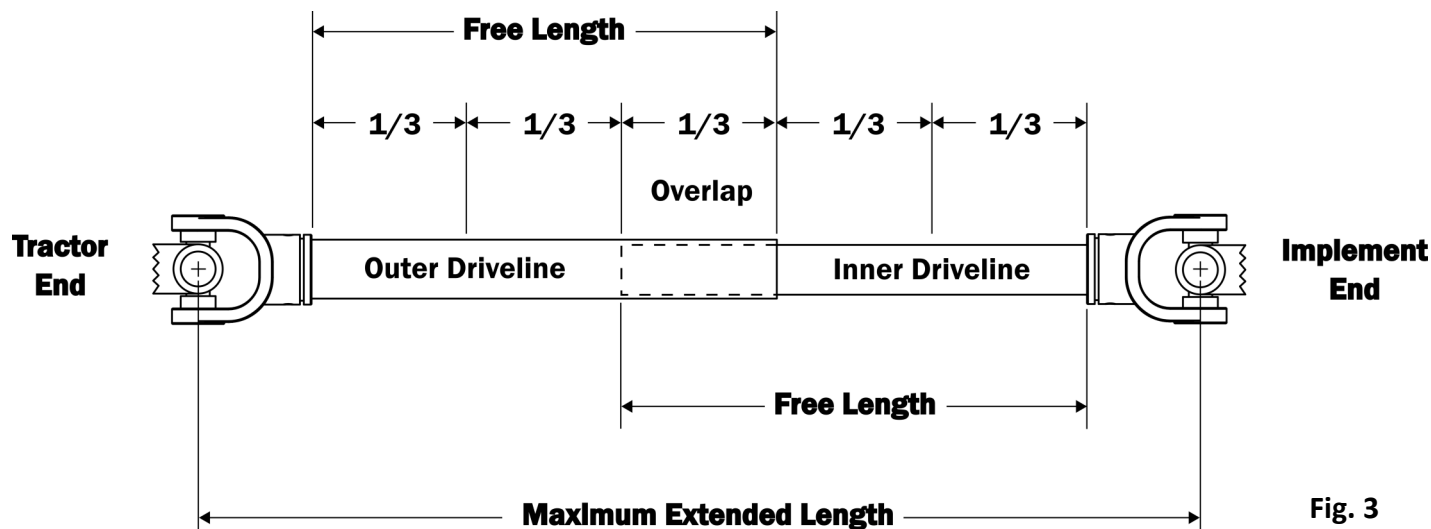 Free Length
1/3 1/3 1/3 1/3 1/3
Overlap
Tractor
End
Outer Driveline
Inner Driveline
Implement
End
Free Length
Maximum Extended Length
Fig. 3